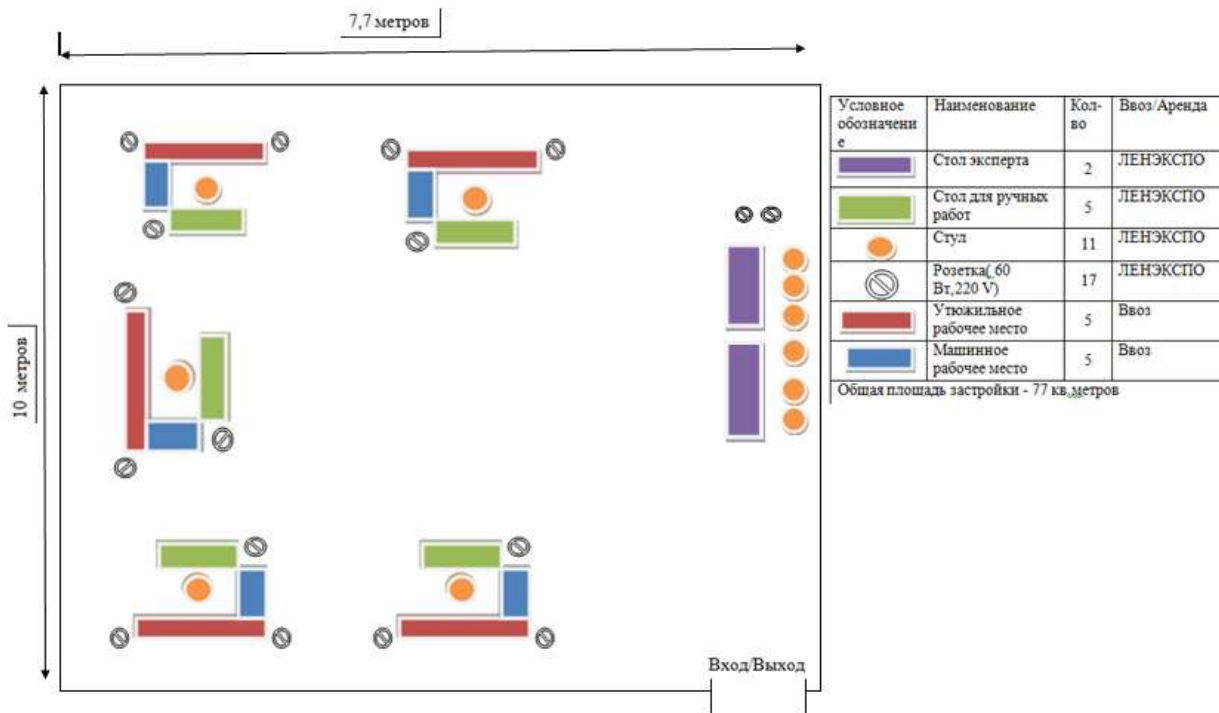 7,7 метров
10 метров
Вход/Выход
Условное обозначение Наименование Кол-во Ввоз/Аренда
Стол эксперта 2 ЛЕНЭКСПО
Стол для ручных работ 5 ЛЕНЭКСПО
Стул 11 ЛЕНЭКСПО
Розетка( 60 Вт,220 V) 17 ЛЕНЭКСПО
Утюжильное рабочее место 5 Ввоз
Машинное рабочее место 5 Ввоз
Общая площадь застройки - 77 кв метров